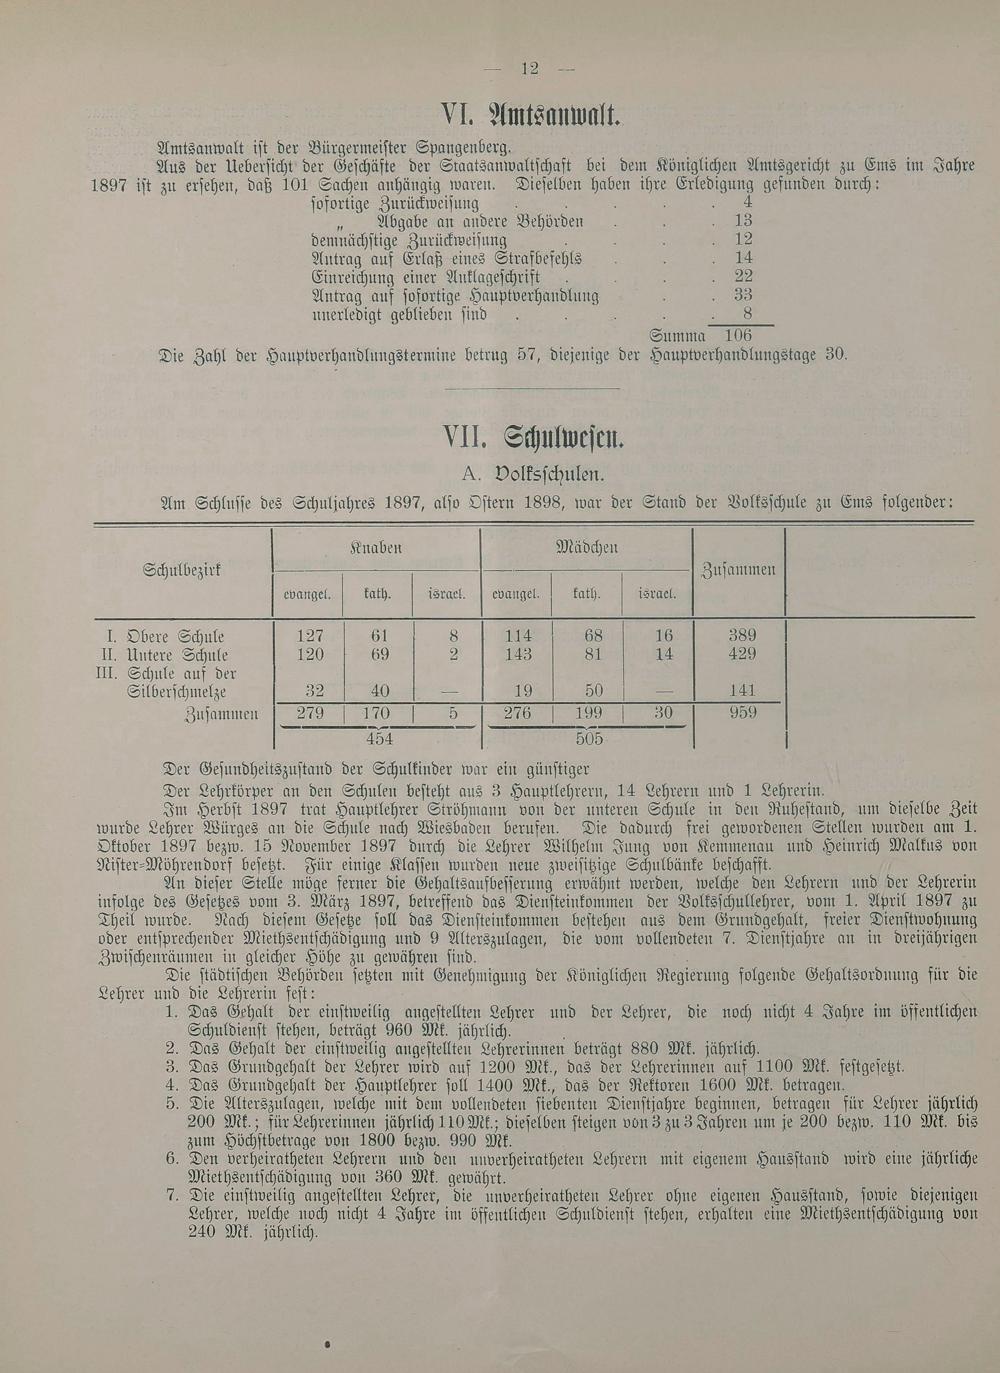 — 12 —
VI. Amtsanwalt.
Amtsanwalt ist der Bürgermeister Spangenberg.
Aus der Uebersicht der Geschäfte der Staatsanwaltschaft bei dem Königlichen Amtsgericht zu Ems im Jahre
1897 ist zu ersehen, daß 101 Sachen anhängig waren. Dieselben haben ihre Erledigung gefunden durch:
sofortige Zurückweisung . . . . . 4
„ Abgabe an andere Behörden . . . 13
demnächstige Zurückweisung . . . . 12
Antrag auf Erlaß eines Strafbefehls . . . 14
Einreichung einer Anklageschrift . . . . 22
Antrag auf sofortige Hauptverhandlung . . 33
unerledigt geblieben sind . . . . . 8
Summa 106
Die Zahl der Hauptverhandlungstermine betrug 57, diejenige der Hauptverhandlungstage 30.
VII. Schulwesen.
A. Volksschulen.
Am Schlusse des Schuljahres 1897, also Ostern 1898, war der Stand der Volksschule zu Ems folgender:
Schulbezirk Knaben Mädchen Zusammen
evangel. kath. israel. evangel. kath. israel.
I. Obere Schule 127 61 8 114 68 16 389
II. Untere Schule 120 69 2 143 81 14 429
III. Schule auf der
Silberschmelze 32 40 — 19 50 — 141
Zusammen 279 170 5 276 199 30 959
454 505
Der Gesundheitszustand der Schulkinder war ein günstiger
Der Lehrkörper an den Schulen besteht aus 3 Hauptlehrern, 14 Lehrern und 1 Lehrerin.
Im Herbst 1897 trat Hauptlehrer Ströhmann von der unteren Schule in den Ruhestand, um dieselbe Zeit
wurde Lehrer Würges an die Schule nach Wiesbaden berufen. Die dadurch frei gewordenen Stellen wurden am 1.
Oktober 1897 bezw. 15 November 1897 durch die Lehrer Wilhelm Jung von Kemmenau und Heinrich Malkus von
Nister-Möhrendorf besetzt. Für einige Klassen wurden neue zweisitzige Schulbänke beschafft.
An dieser Stelle möge ferner die Gehaltsaufbesserung erwähnt werden, welche den Lehrern und der Lehrerin
infolge des Gesetzes vom 3. März 1897, betreffend das Diensteinkommen der Volksschullehrer, vom 1. April 1897 zu
Theil wurde. Nach diesem Gesetze soll das Diensteinkommen bestehen aus dem Grundgehalt, freier Dienstwohnung
oder entsprechender Miethsentschädigung und 9 Alterszulagen, die vom vollendeten 7. Dienstjahre an in dreijährigen
Zwischenräumen in gleicher Höhe zu gewähren sind.
Die städtischen Behörden setzten mit Genehmigung der Königlichen Regierung folgende Gehaltsordnung für die
Lehrer und die Lehrerin fest:
1. Das Gehalt der einstweilig angestellten Lehrer und der Lehrer, die noch nicht 4 Jahre im öffentlichen
Schuldienst stehen, beträgt 960 Mk. jährlich.
2. Das Gehalt der einstweilig angestellten Lehrerinnen beträgt 880 Mk. jährlich.
3. Das Grundgehalt der Lehrer wird auf 1200 Mk., das der Lehrerinnen auf 1100 Mk. festgesetzt.
4. Das Grundgehalt der Hauptlehrer soll 1400 Mk., das der Rektoren 1600 Mk. betragen.
5. Die Alterszulagen, welche mit dem vollendeten siebenten Dienstjahre beginnen, betragen für Lehrer jährlich
200 Mk.; für Lehrerinnen jährlich 110 Mk.; dieselben steigen von 3 zu 3 Jahren um je 200 bezw. 110 Mk. bis
zum Höchstbetrage von 1800 bezw. 990 Mk.
6. Den verheiratheten Lehrern und den unverheiratheten Lehrern mit eigenem Hausstand wird eine jährliche
Miethsentschädigung von 360 Mk. gewährt.
7. Die einstweilig angestellten Lehrer, die unverheiratheten Lehrer ohne eigenen Hausstand, sowie diejenigen
Lehrer, welche noch nicht 4 Jahre im öffentlichen Schuldienst stehen, erhalten eine Miethsentschädigung von
240 Mk. jährlich.